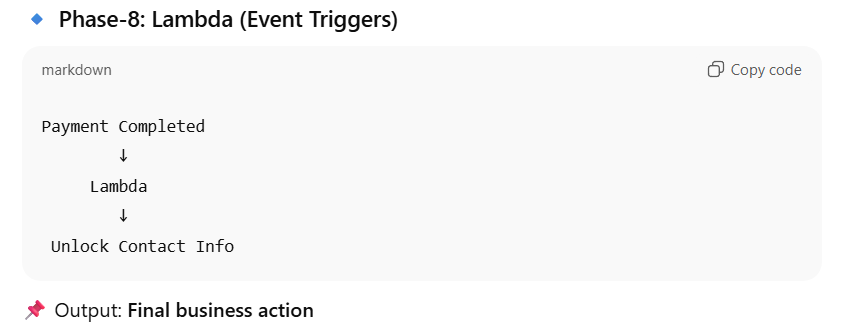 🔹 Phase-8: Lambda (Event Triggers)
markdown
Copy code
Payment Completed
↓
Lambda
↓
Unlock Contact Info
📌 Output: Final business action